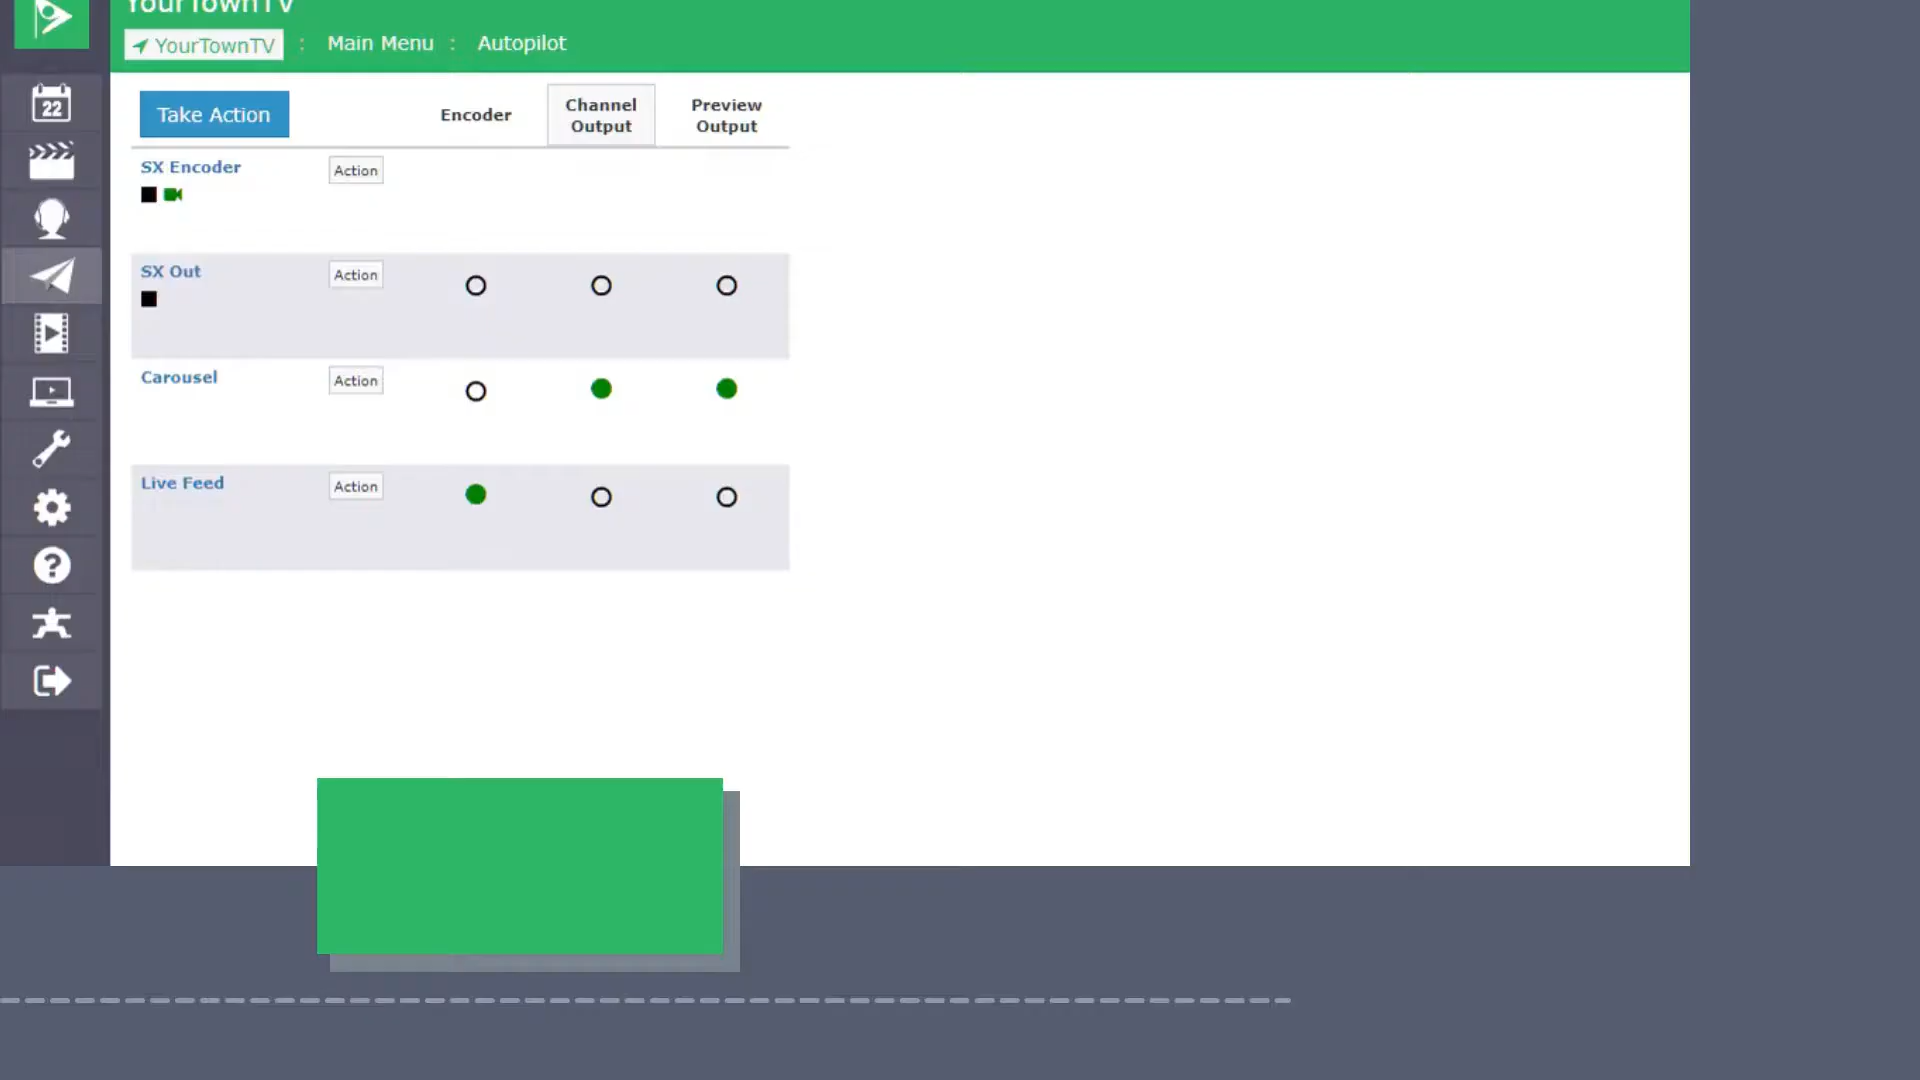 YourTownTV
YourTownTV : Main Menu : Autopilot
22
Take Action
Encoder
Channel Output
Preview Output
SX Encoder
Action
SX Out
Action
Carousel
Action
Live Feed
Action
?